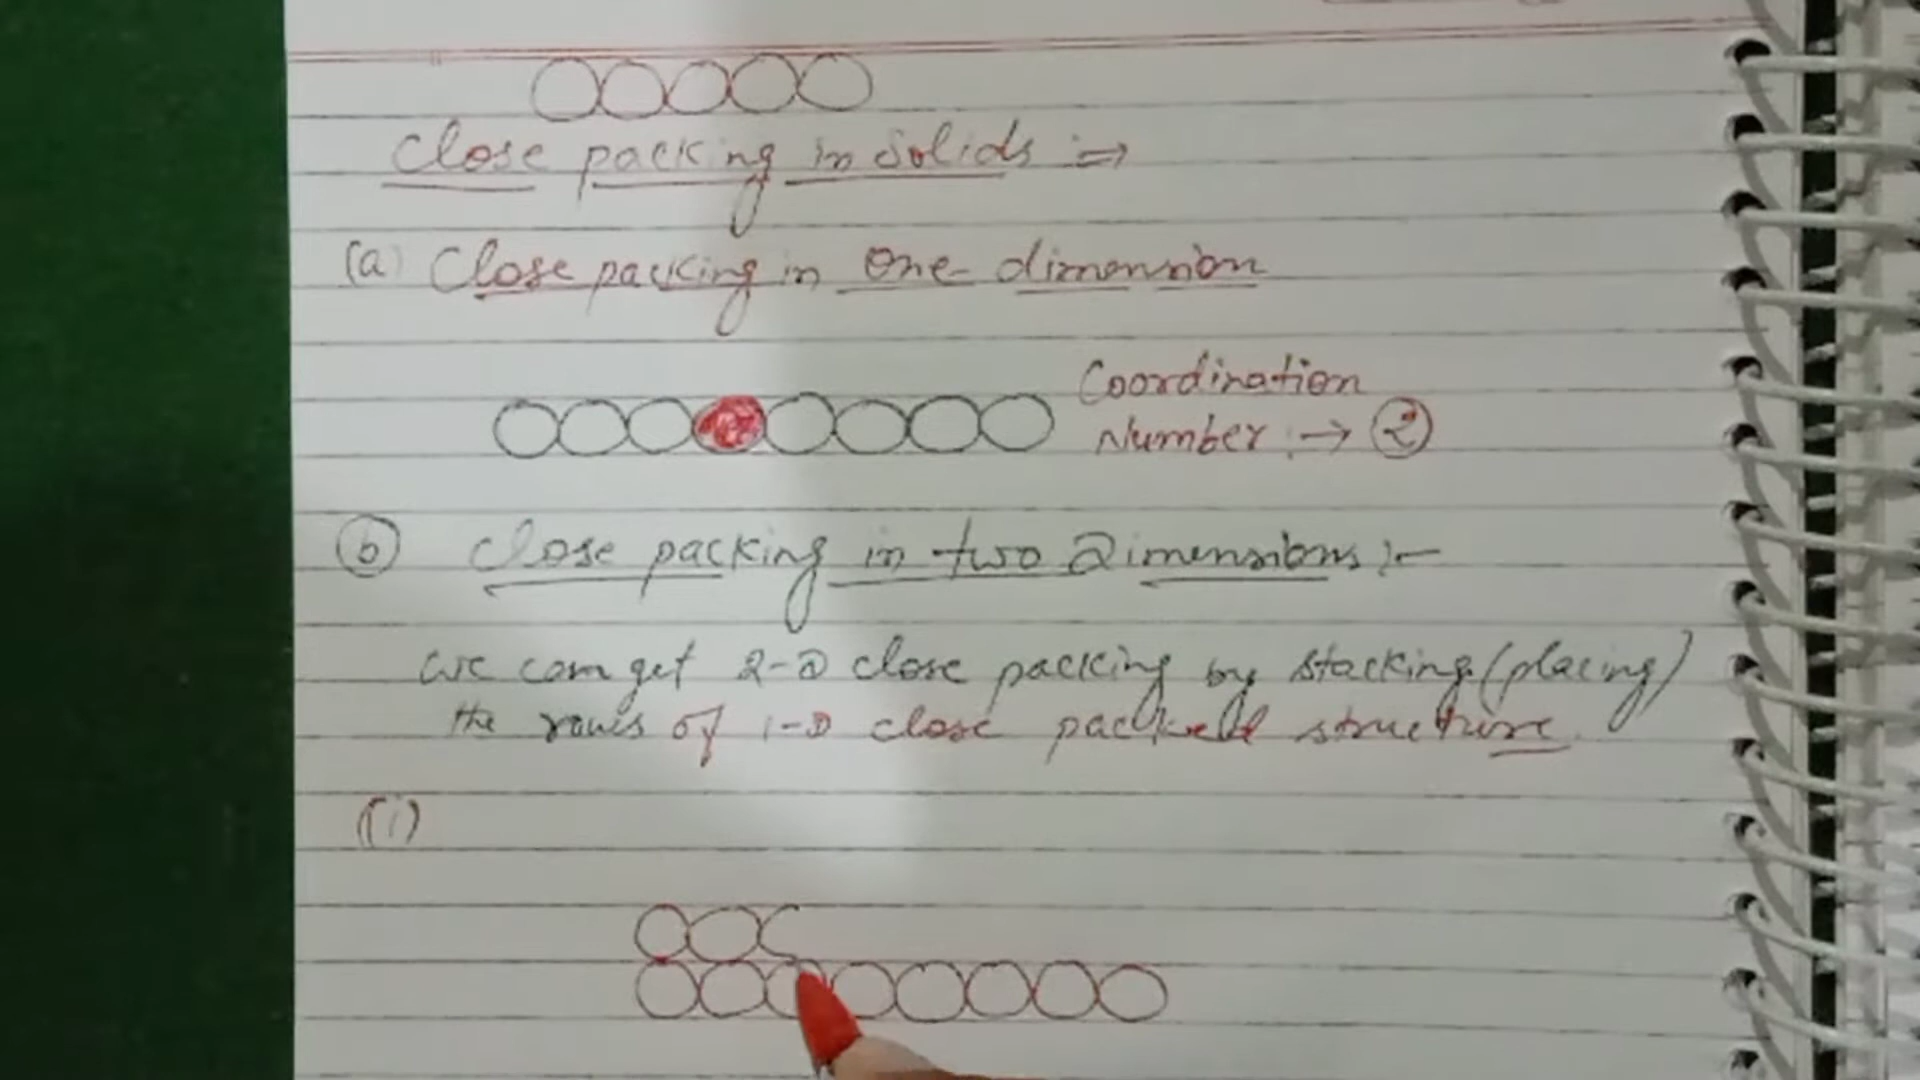 Close packing in solids :⇒
(a) Close packing in one dimension
Coordination
Number :→ ②
ⓑ Close packing in two Dimensions :-
We can get 2-D close packing by stacking (placing)
the rows of 1-D close packed structure.
(i)